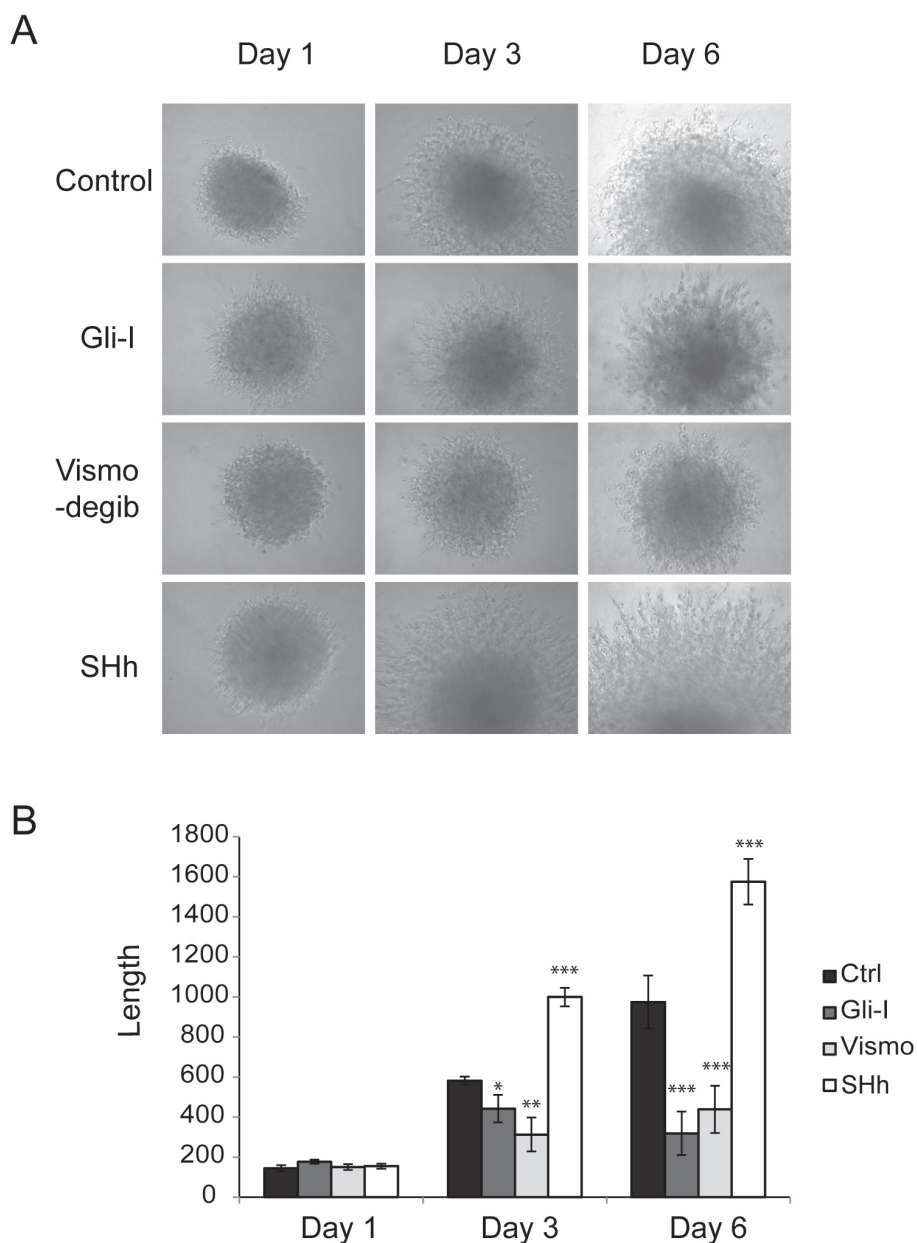 A
Day 1 Day 3 Day 6
Control
Gli-I
Vismo
-degib
SHh
B
Length
1800
1600
1400
1200
1000
800
600
400
200
0
***
***
***
***
*
**
Day 1 Day 3 Day 6
Ctrl
Gli-I
Vismo
SHh